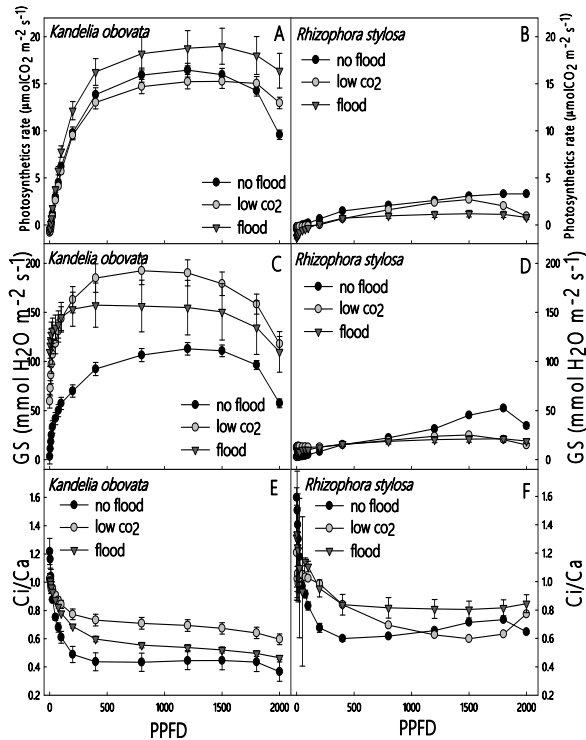 Kandelia obovata A
Photosynthetics rate (μmolCO2 m-2 s-1)
20
15
10
5
0
no flood
low co2
flood
Rhizophora stylosa B
no flood
low co2
flood
20
15
10
5
0
Photosynthetics rate (μmolCO2 m-2 s-1)
Kandelia obovata C
GS (mmol H2O m-2 s-1)
200
150
100
50
0
no flood
low co2
flood
Rhizophora stylosa D
no flood
low co2
flood
200
150
100
50
0
GS (mmol H2O m-2 s-1)
Kandelia obovata E
no flood
low co2
flood
Ci/Ca
1.6
1.4
1.2
1.0
0.8
0.6
0.4
0.2
0 500 1000 1500 2000
PPFD
Rhizophora stylosa F
no flood
low co2
flood
1.6
1.4
1.2
1.0
0.8
0.6
0.4
0.2
Ci/Ca
0 500 1000 1500 2000
PPFD